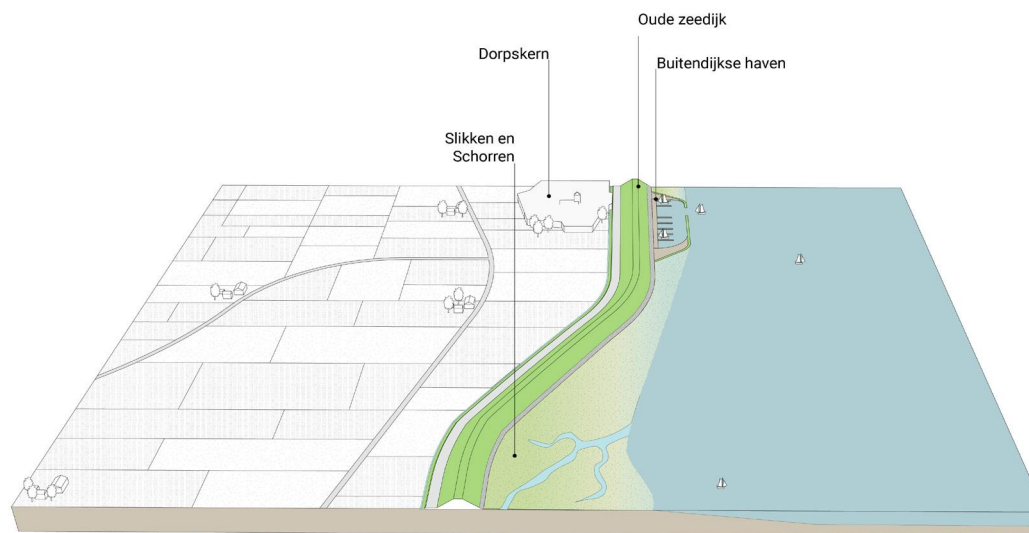 Oude zeedijk
Dorpskern
Buitendijkse haven
Slikken en
Schorren